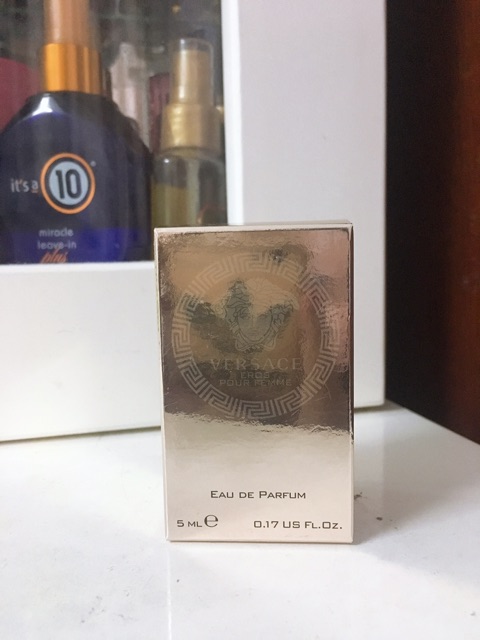 it's a 10
miracle
leave-in
plus
VERSACE
EROS
POUR FEMME
EAU DE PARFUM
5 ML℮ 0.17 US FL.OZ.